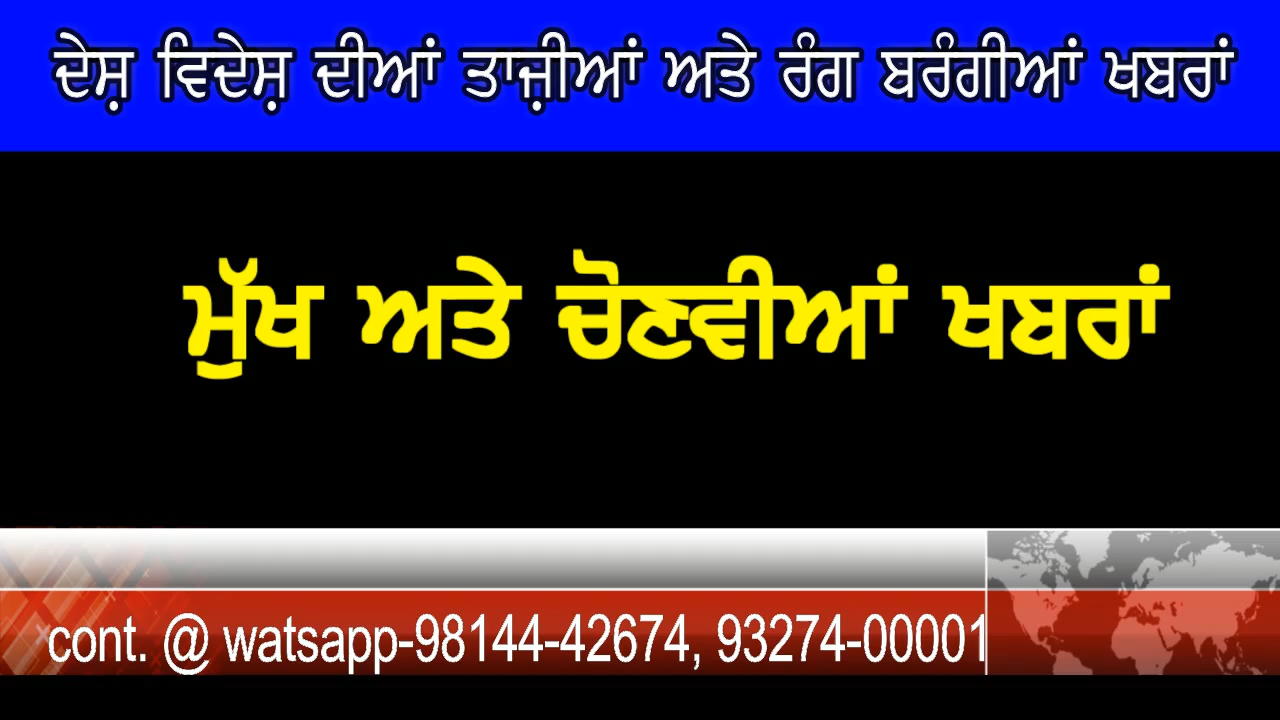 ਦੇਸ਼ ਵਿਦੇਸ਼ ਦੀਆਂ ਤਾਜ਼ੀਆਂ ਅਤੇ ਰੰਗ ਬਰੰਗੀਆਂ ਖਬਰਾਂ
ਮੁੱਖ ਅਤੇ ਚੋਣਵੀਆਂ ਖਬਰਾਂ
cont. @ watsapp-98144-42674, 93274-00001